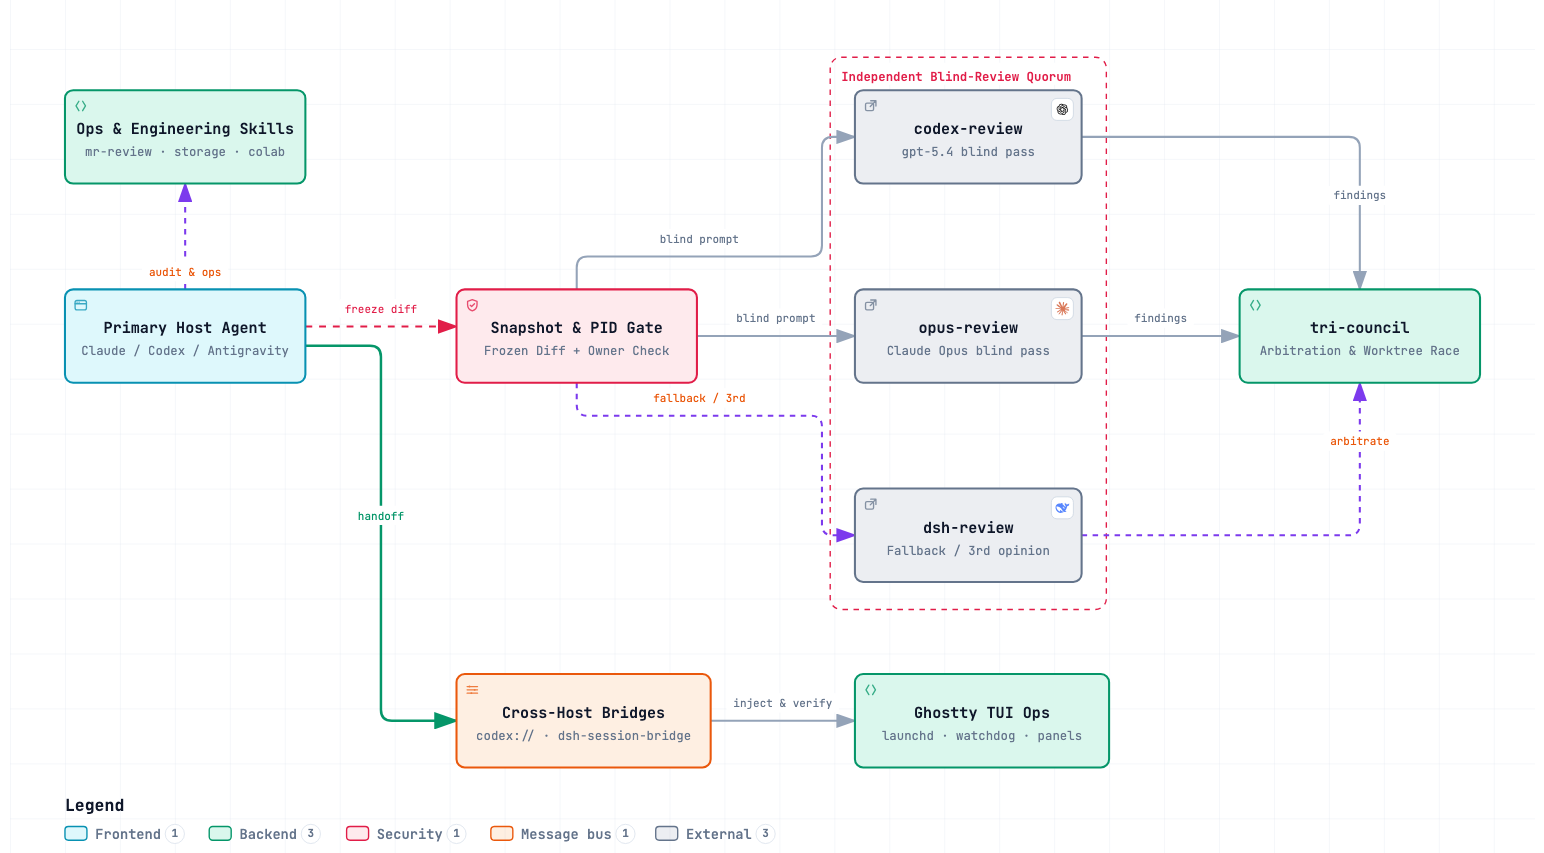 Independent Blind-Review Quorum
Ops & Engineering Skills
mr-review · storage · colab
codex-review
gpt-5.4 blind pass
findings
blind prompt
audit & ops
Primary Host Agent
Claude / Codex / Antigravity
freeze diff
Snapshot & PID Gate
Frozen Diff + Owner Check
blind prompt
opus-review
Claude Opus blind pass
findings
tri-council
Arbitration & Worktree Race
fallback / 3rd
arbitrate
handoff
dsh-review
Fallback / 3rd opinion
Cross-Host Bridges
codex:// · dsh-session-bridge
inject & verify
Ghostty TUI Ops
launchd · watchdog · panels
Legend
Frontend 1 Backend 3 Security 1 Message bus 1 External 3